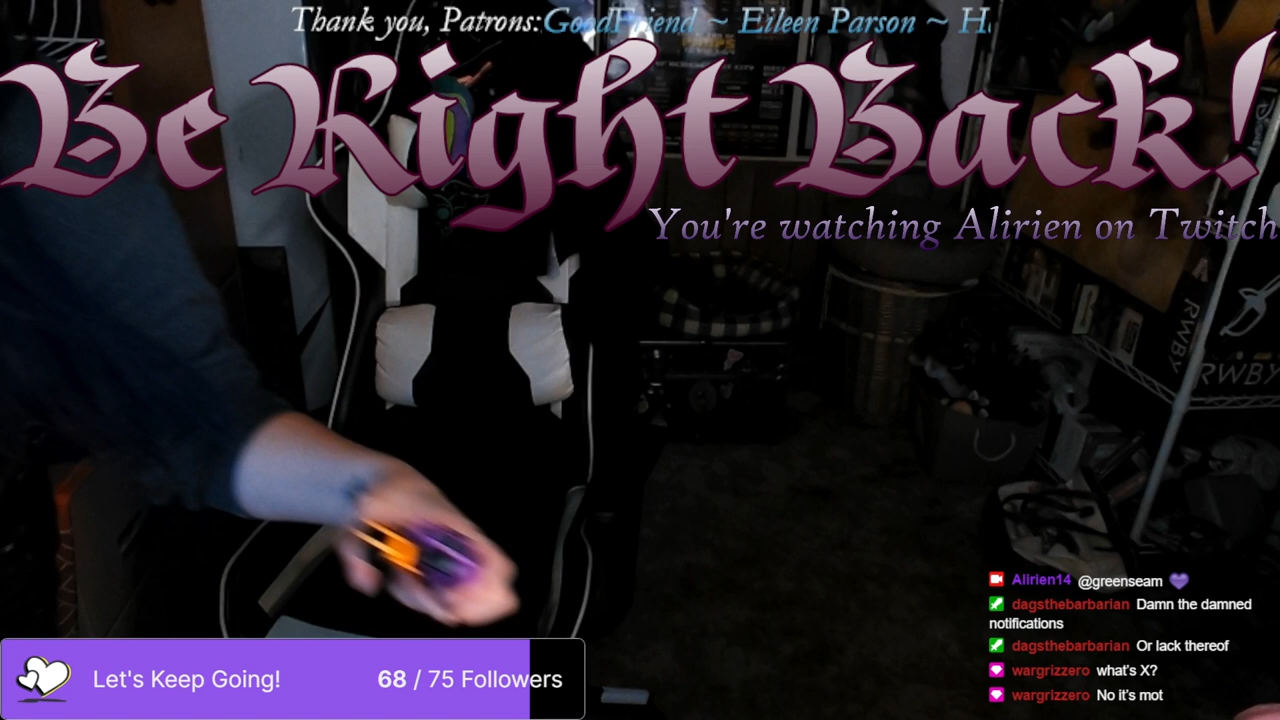 Thank you, Patrons: GoodFriend ~ Eileen Parson ~ H
Be Right Back!
You're watching Alirien on Twitch
RWBY
RWBY
Alirien14 @greenseam
dagsthebarbarian Damn the damned
notifications
dagsthebarbarian Or lack thereof
wargrizzero what's X?
wargrizzero No it's mot
Let's Keep Going! 68 / 75 Followers